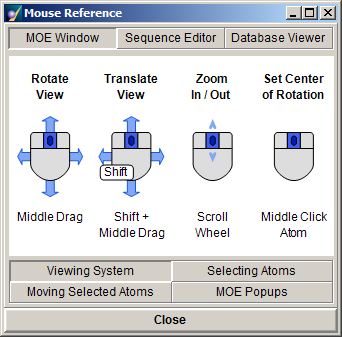 Mouse Reference
MOE Window Sequence Editor Database Viewer
Rotate Translate Zoom Set Center
View View In / Out of Rotation
Shift
Middle Drag Shift + Scroll Middle Click
Middle Drag Wheel Atom
Viewing System Selecting Atoms
Moving Selected Atoms MOE Popups
Close